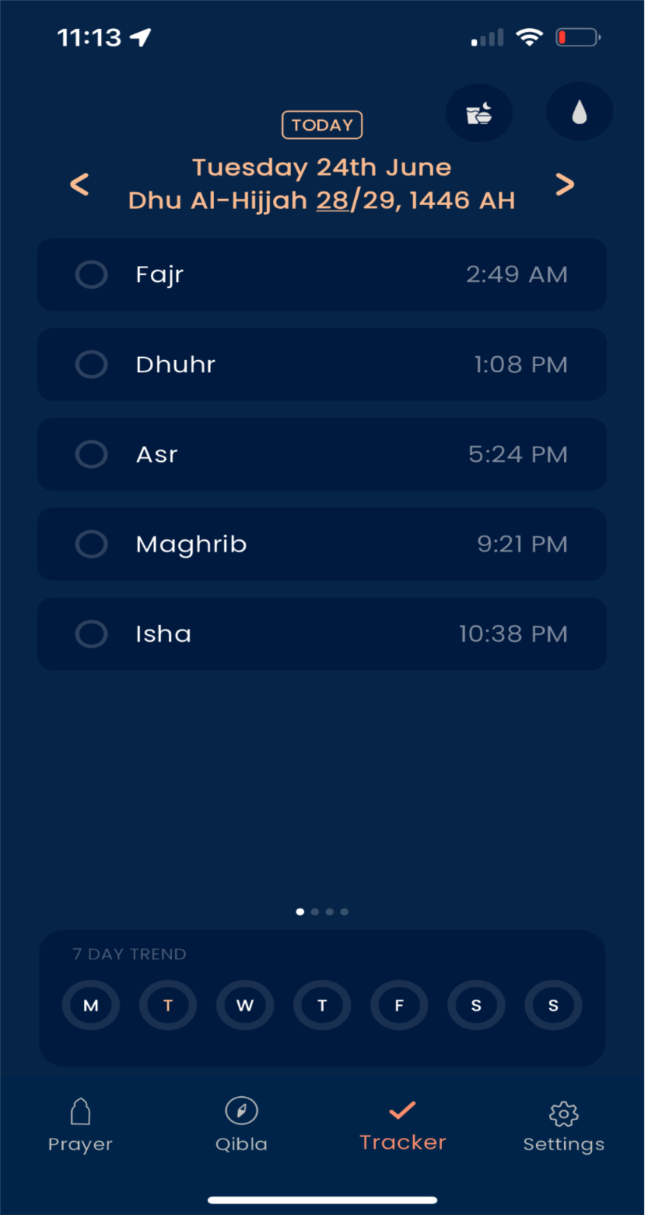 11:13
TODAY
Tuesday 24th June
< Dhu Al-Hijjah 28/29, 1446 AH >
Fajr 2:49 AM
Dhuhr 1:08 PM
Asr 5:24 PM
Maghrib 9:21 PM
Isha 10:38 PM
7 DAY TREND
M T W T F S S
Prayer Qibla Tracker Settings